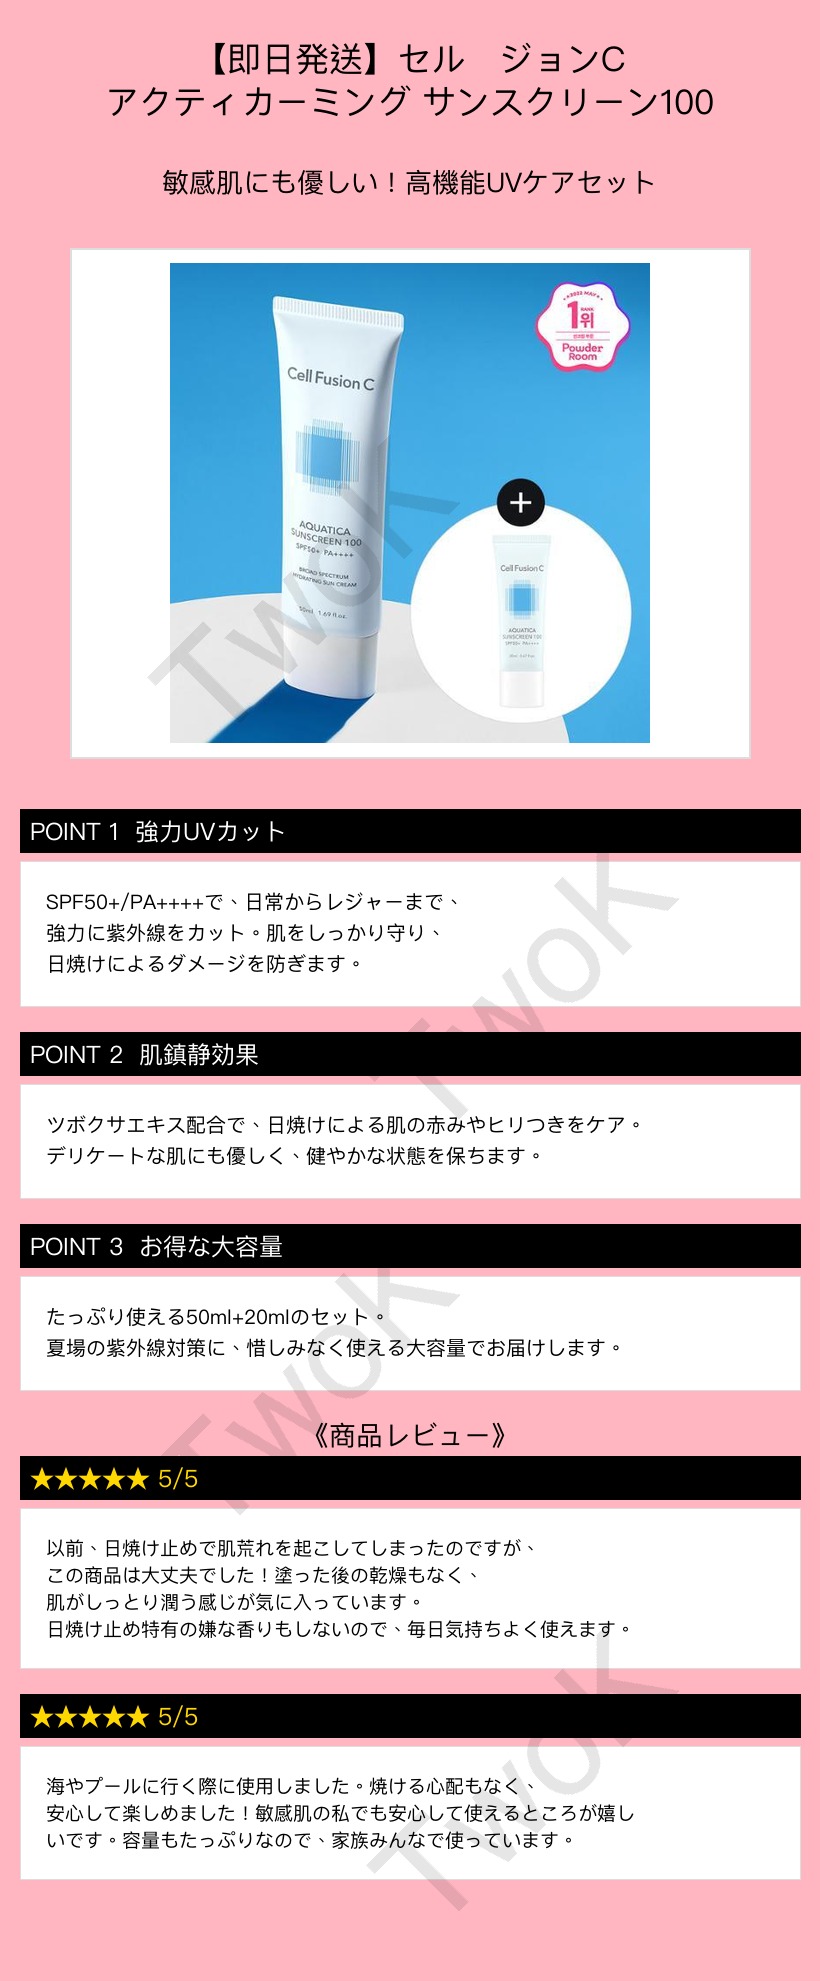 【即日発送】セル　ジョンC
アクティカーミング サンスクリーン100
敏感肌にも優しい！高機能UVケアセット
★2022 MAY★
RANK
1위
Powder
Room
Cell Fusion C
AQUATICA
SUNSCREEN 100
SPF50+ PA++++
BROAD SPECTRUM
HYDRATING SUN CREAM
50ml 1.69 fl.oz.
+
Cell Fusion C
AQUATICA
SUNSCREEN 100
SPF50+ PA++++
Twok
POINT 1 強力UVカット
SPF50+/PA++++で、日常からレジャーまで、
強力に紫外線をカット。肌をしっかり守り、
日焼けによるダメージを防ぎます。
Twok
POINT 2 肌鎮静効果
ツボクサエキス配合で、日焼けによる肌の赤みやヒリつきをケア。
デリケートな肌にも優しく、健やかな状態を保ちます。
POINT 3 お得な大容量
たっぷり使える50ml+20mlのセット。
夏場の紫外線対策に、惜しみなく使える大容量でお届けします。
Twok
《商品レビュー》
★★★★★ 5/5
以前、日焼け止めで肌荒れを起こしてしまったのですが、
この商品は大丈夫でした！塗った後の乾燥もなく、
肌がしっとり潤う感じが気に入っています。
日焼け止め特有の嫌な香りもしないので、毎日気持ちよく使えます。
★★★★★ 5/5
海やプールに行く際に使用しました。焼ける心配もなく、
安心して楽しめました！敏感肌の私でも安心して使えるところが嬉し
いです。容量もたっぷりなので、家族みんなで使っています。
Twok